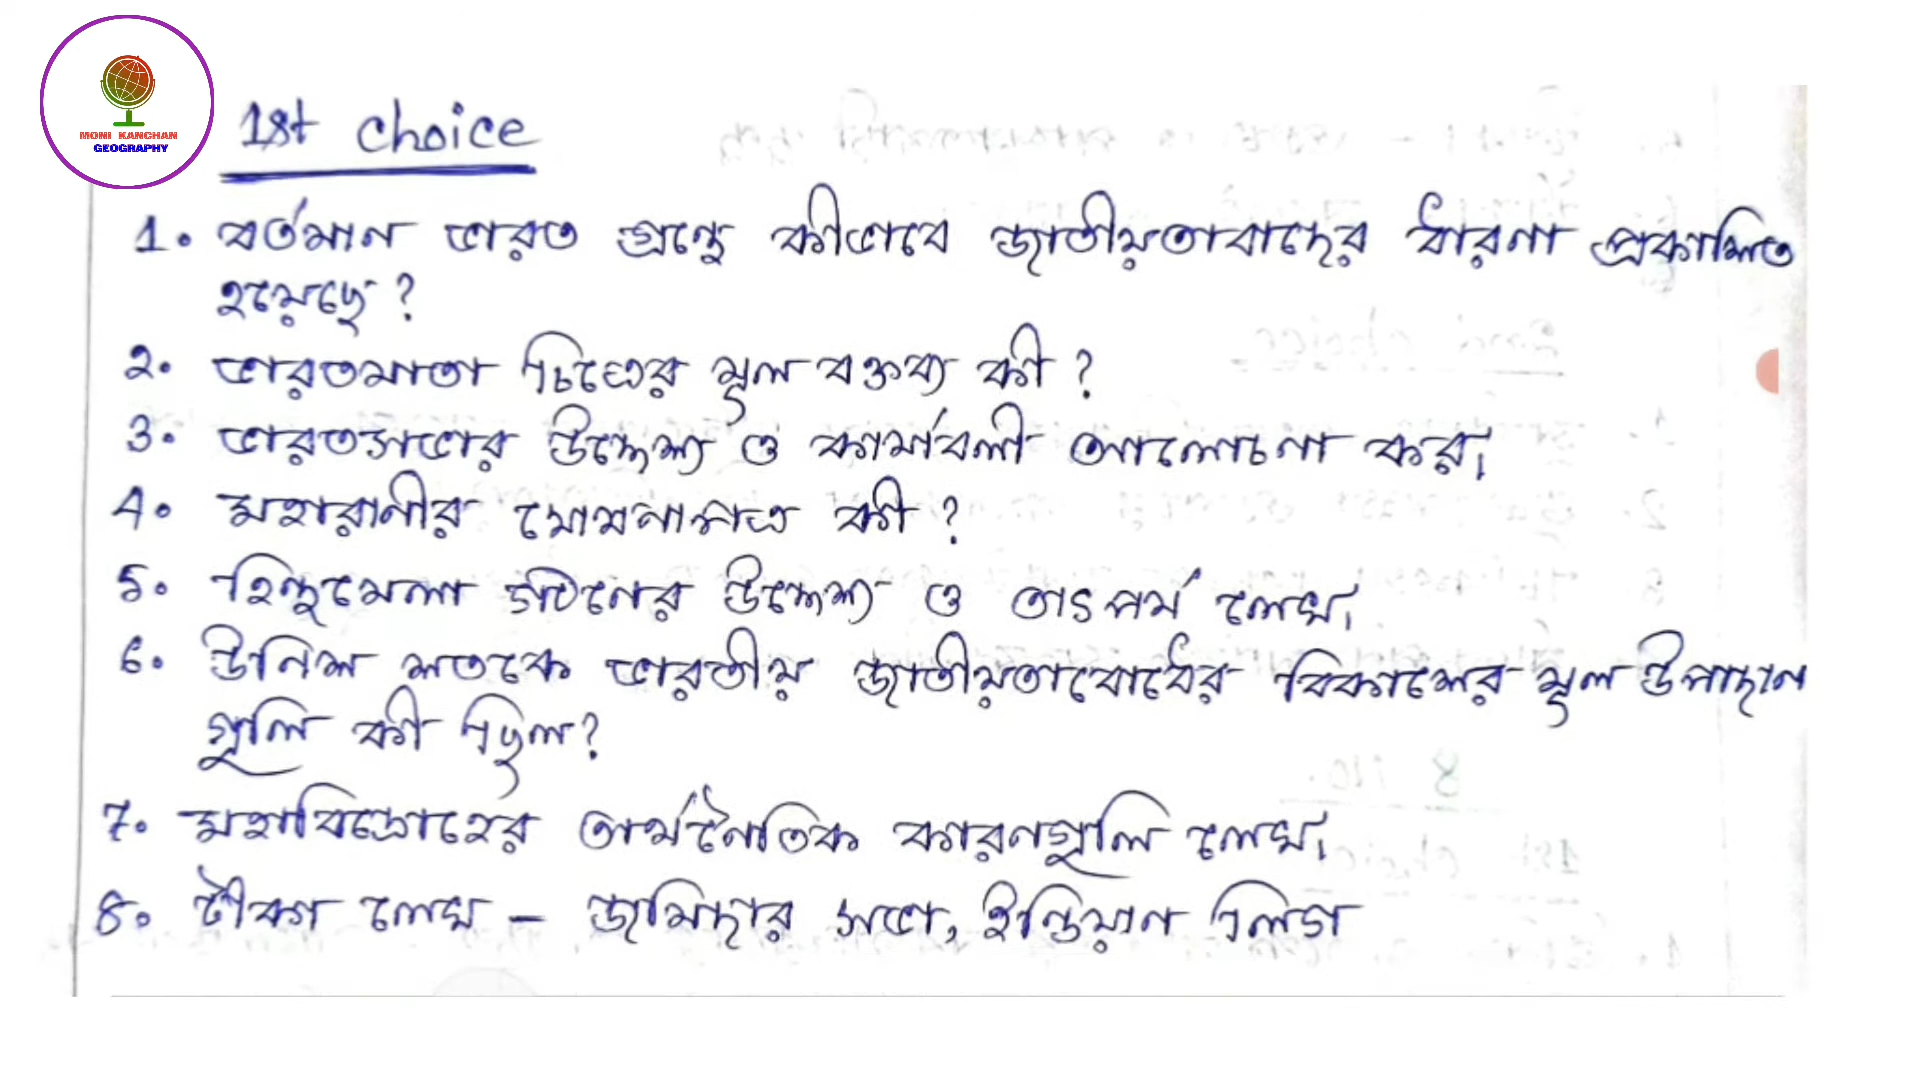 MONI KANCHAN
GEOGRAPHY
1st choice
1. বর্তমান ভারত গ্রন্থে কীভাবে জাতীয়তাবাদের ধারণা প্রকাশিত
হয়েছে?
2. ভারতমাতা চিত্রের মূল বক্তব্য কী?
3. ভারতসভার উদ্দেশ্য ও কার্যাবলী আলোচনা কর।
4. মহারাণীর ঘোষণাপত্র কী?
5. হিন্দুমেলা গঠনের উদ্দেশ্য ও তাৎপর্য লেখ।
6. উনিশ শতকে ভারতীয় জাতীয়তাবোধের বিকাশের মূল উপাদান
গুলি কী ছিল?
7. মহাবিদ্রোহের অর্থনৈতিক কারণগুলি লেখ।
8. টীকা লেখ - জমিদার সভা, ইন্ডিয়ান লিগ